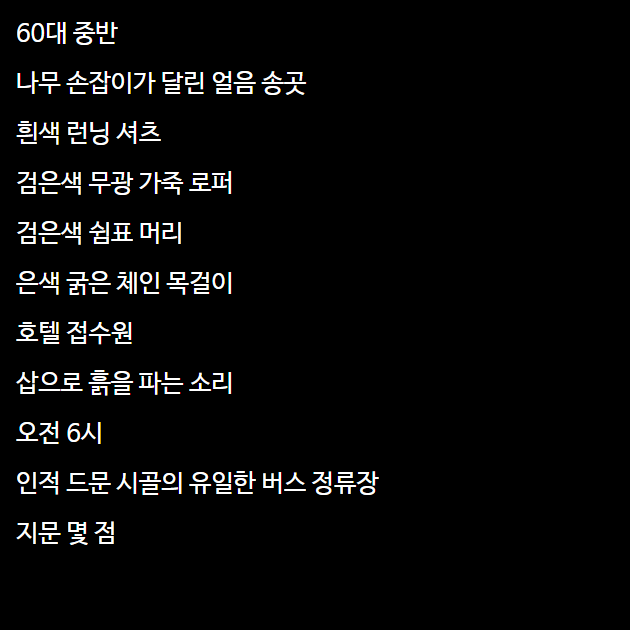 60대 중반
나무 손잡이가 달린 얼음 송곳
흰색 런닝 셔츠
검은색 무광 가죽 로퍼
검은색 쉼표 머리
은색 굵은 체인 목걸이
호텔 접수원
삽으로 흙을 파는 소리
오전 6시
인적 드문 시골의 유일한 버스 정류장
지문 몇 점